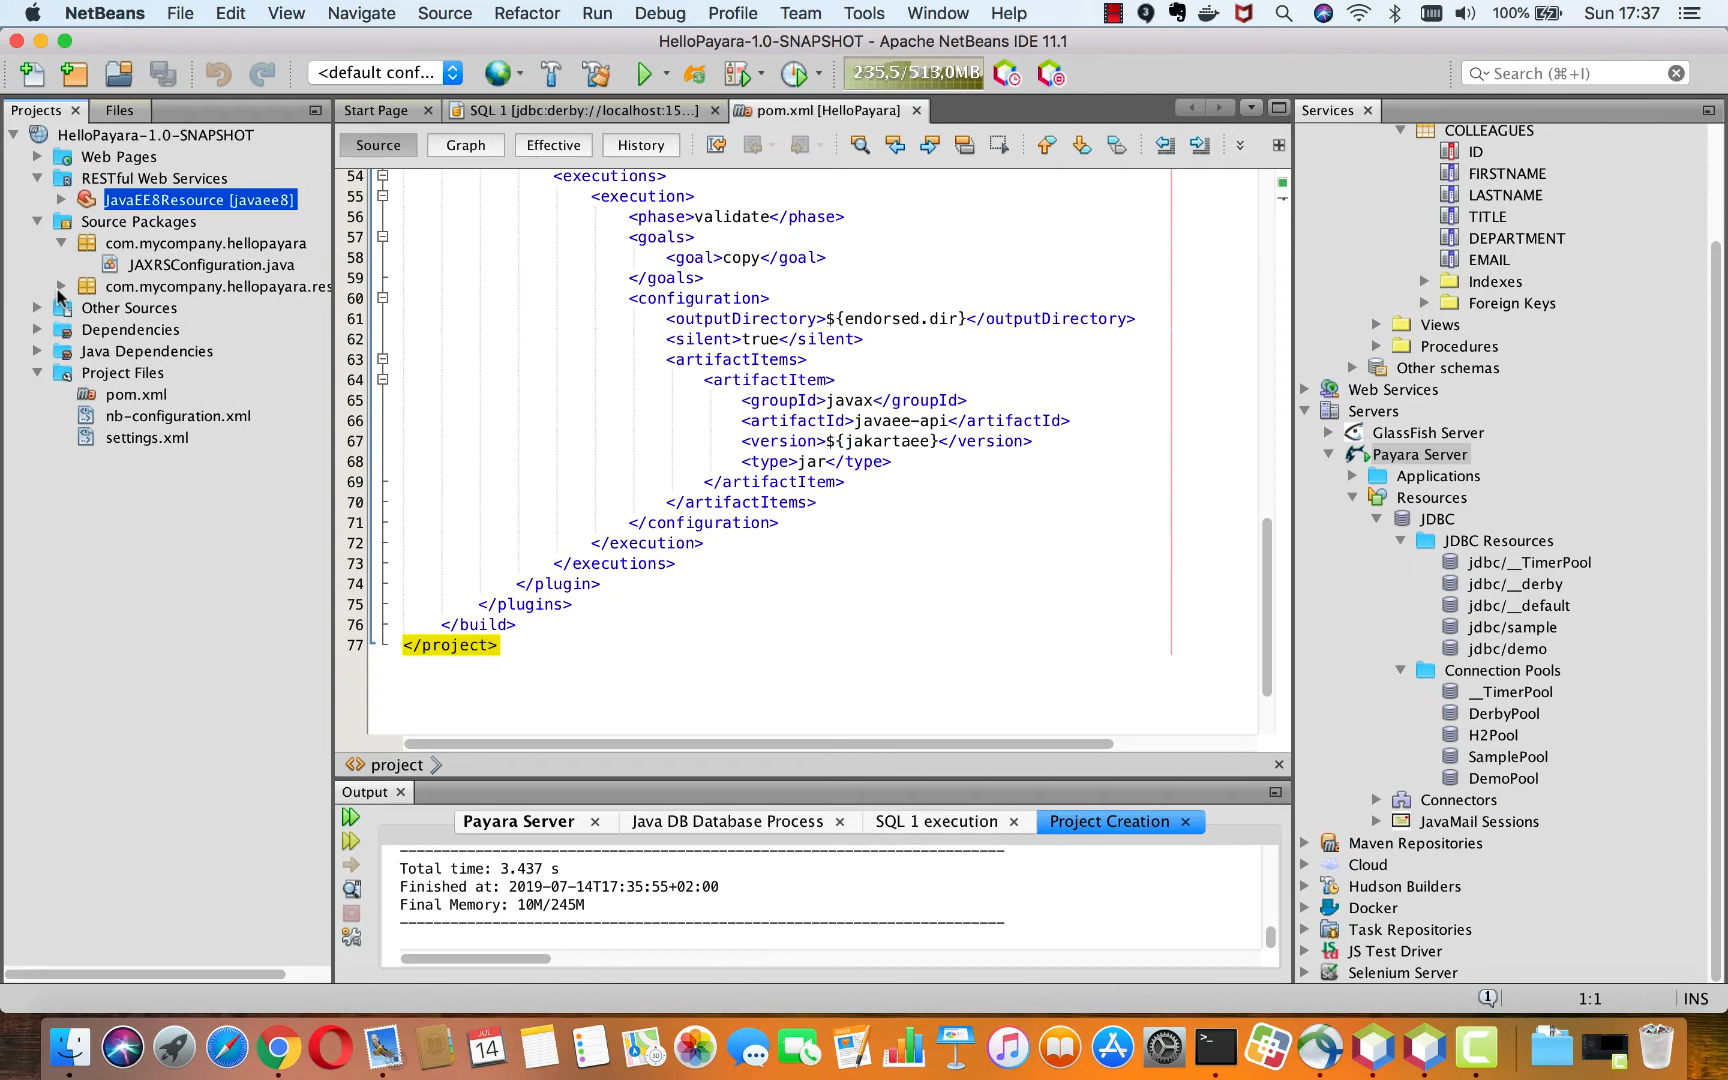 NetBeans File Edit View Navigate Source Refactor Run Debug Profile Team Tools Window Help 100% Sun 17:37
HelloPayara-1.0-SNAPSHOT - Apache NetBeans IDE 11.1
<default conf... 235,5/513,0MB Search (⌘+I)
Projects Files
HelloPayara-1.0-SNAPSHOT
Web Pages
RESTful Web Services
JavaEE8Resource [javaee8]
Source Packages
com.mycompany.hellopayara
JAXRSConfiguration.java
com.mycompany.hellopayara.res
Other Sources
Dependencies
Java Dependencies
Project Files
pom.xml
nb-configuration.xml
settings.xml
Start Page SQL 1 [jdbc:derby://localhost:15...] pom.xml [HelloPayara]
Source Graph Effective History
54 <executions>
55 <execution>
56 <phase>validate</phase>
57 <goals>
58 <goal>copy</goal>
59 </goals>
60 <configuration>
61 <outputDirectory>${endorsed.dir}</outputDirectory>
62 <silent>true</silent>
63 <artifactItems>
64 <artifactItem>
65 <groupId>javax</groupId>
66 <artifactId>javaee-api</artifactId>
67 <version>${jakartaee}</version>
68 <type>jar</type>
69 </artifactItem>
70 </artifactItems>
71 </configuration>
72 </execution>
73 </executions>
74 </plugin>
75 </plugins>
76 </build>
77 </project>
project
Output
Payara Server Java DB Database Process SQL 1 execution Project Creation
------------------------------------------------------------------------
Total time: 3.437 s
Finished at: 2019-07-14T17:35:55+02:00
Final Memory: 10M/245M
------------------------------------------------------------------------
Services
COLLEAGUES
ID
FIRSTNAME
LASTNAME
TITLE
DEPARTMENT
EMAIL
Indexes
Foreign Keys
Views
Procedures
Other schemas
Web Services
Servers
GlassFish Server
Payara Server
Applications
Resources
JDBC
JDBC Resources
jdbc/__TimerPool
jdbc/__derby
jdbc/__default
jdbc/sample
jdbc/demo
Connection Pools
__TimerPool
DerbyPool
H2Pool
SamplePool
DemoPool
Connectors
JavaMail Sessions
Maven Repositories
Cloud
Hudson Builders
Docker
Task Repositories
JS Test Driver
Selenium Server
1 1:1 INS
JUL
14